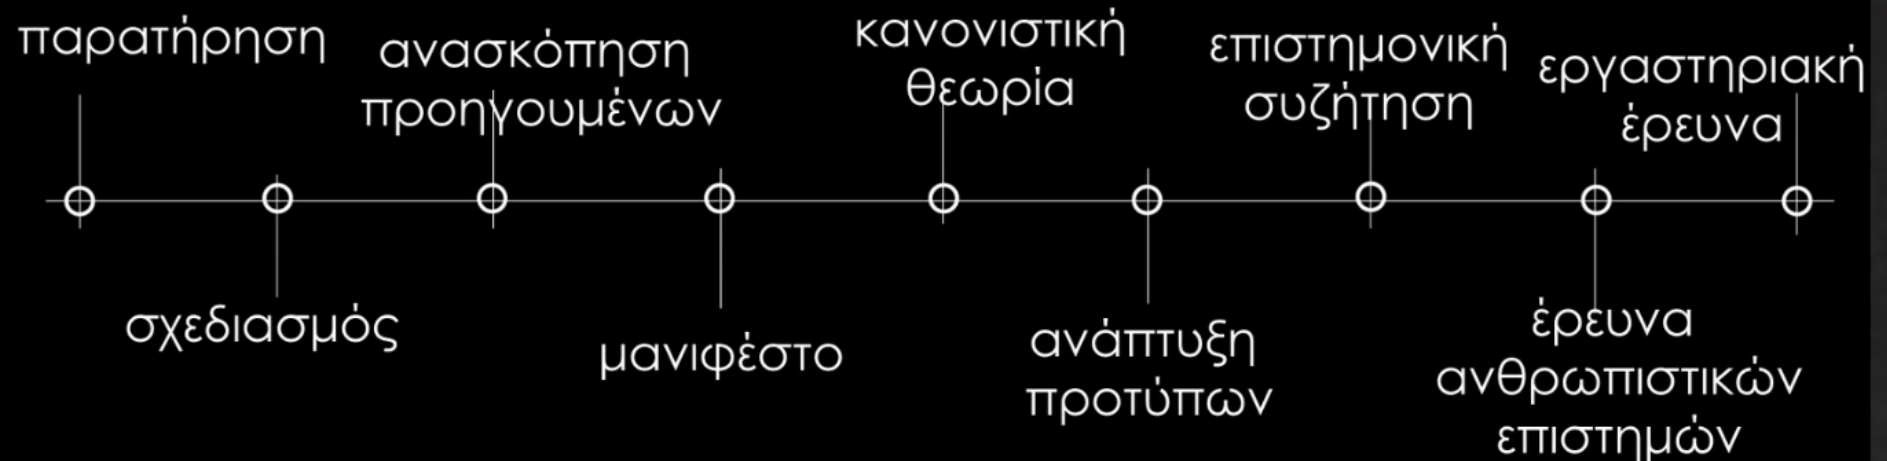 παρατήρηση
σχεδιασμός
ανασκόπηση
προηγουμένων
μανιφέστο
κανονιστική
θεωρία
ανάπτυξη
προτύπων
επιστημονική
συζήτηση
έρευνα
ανθρωπιστικών
επιστημών
εργαστηριακή
έρευνα